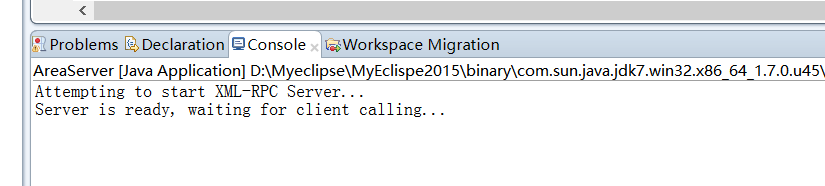 Problems Declaration Console Workspace Migration
AreaServer [Java Application] D:\Myeclipse\MyEclispe2015\binary\com.sun.java.jdk7.win32.x86_64_1.7.0.u45\
Attempting to start XML-RPC Server...
Server is ready, waiting for client calling...